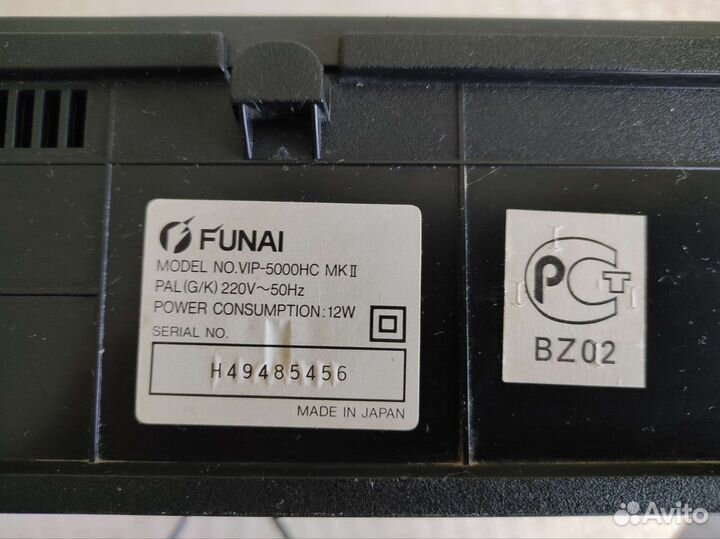 FUNAI
MODEL NO.VIP-5000HC MKⅡ
PAL(G/K) 220V~50Hz
POWER CONSUMPTION:12W
SERIAL NO.
H49485456
MADE IN JAPAN
РСТ
BZ02
Avito